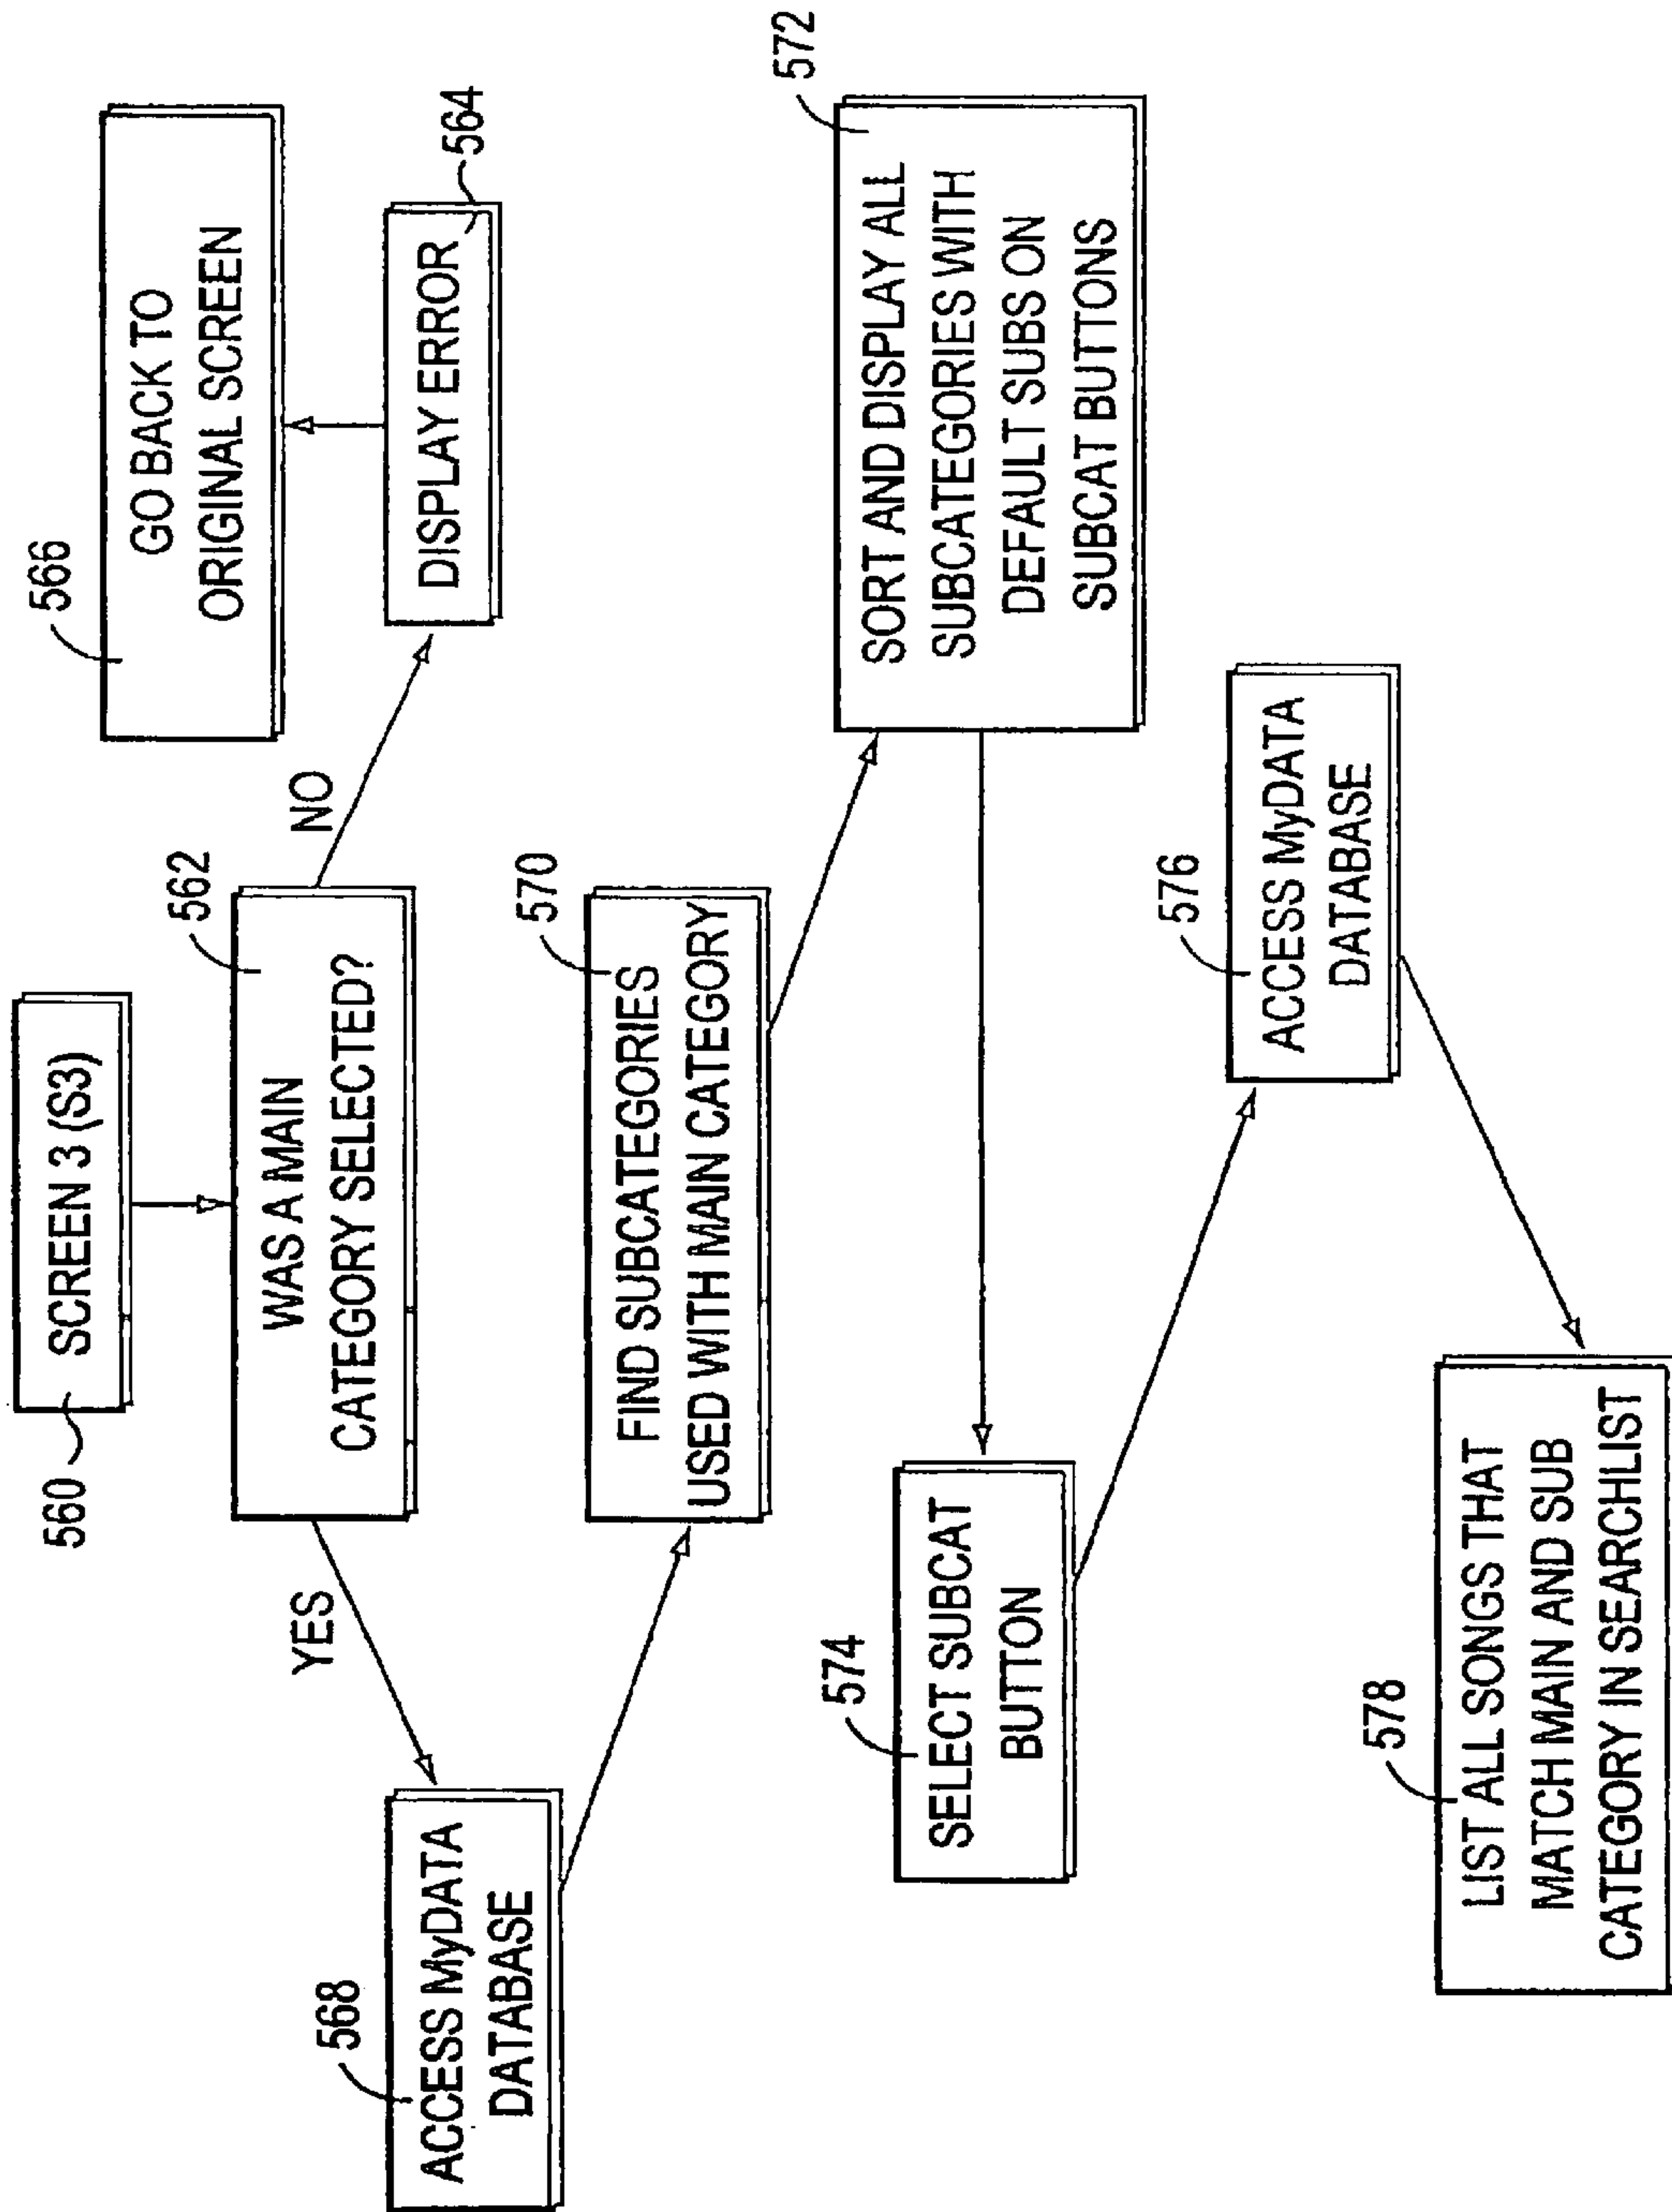 560
SCREEN 3 (S3)
562
WAS A MAIN
CATEGORY SELECTED?
YES
NO
566
GO BACK TO
ORIGINAL SCREEN
564
DISPLAY ERROR
568
ACCESS MyDATA
DATABASE
570
FIND SUBCATEGORIES
USED WITH MAIN CATEGORY
572
SORT AND DISPLAY ALL
SUBCATEGORIES WITH
DEFAULT SUBS ON
SUBCAT BUTTONS
574
SELECT SUBCAT
BUTTON
576
ACCESS MyDATA
DATABASE
578
LIST ALL SONGS THAT
MATCH MAIN AND SUB
CATEGORY IN SEARCHLIST